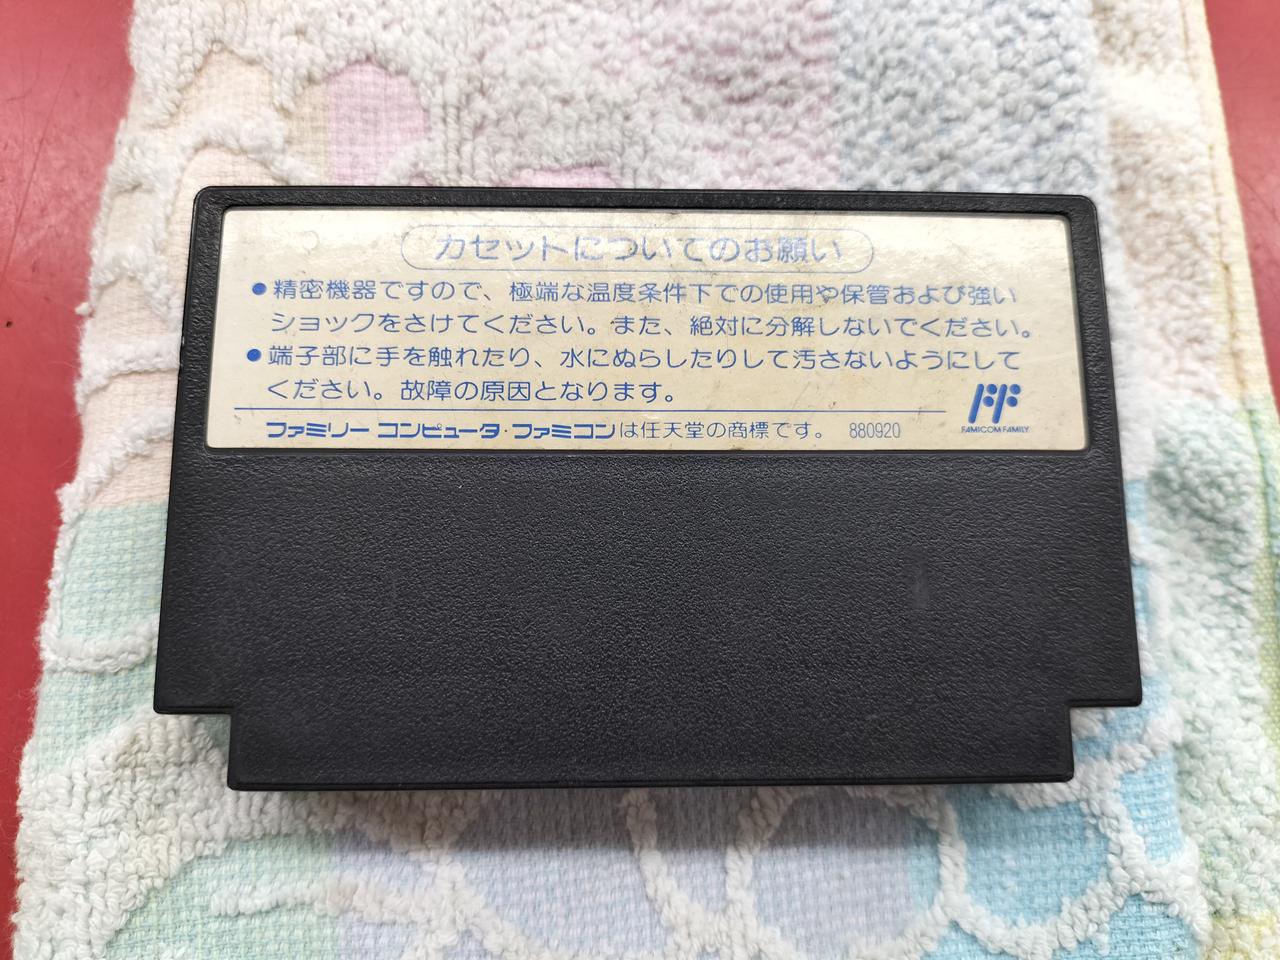 カセットについてのお願い
●精密機器ですので、極端な温度条件下での使用や保管および強い
ショックをさけてください。また、絶対に分解しないでください。
●端子部に手を触れたり、水にぬらしたりして汚さないようにして
ください。故障の原因となります。
FF
FAMICOM FAMILY
ファミリー コンピュータ・ファミコンは任天堂の商標です。 880920